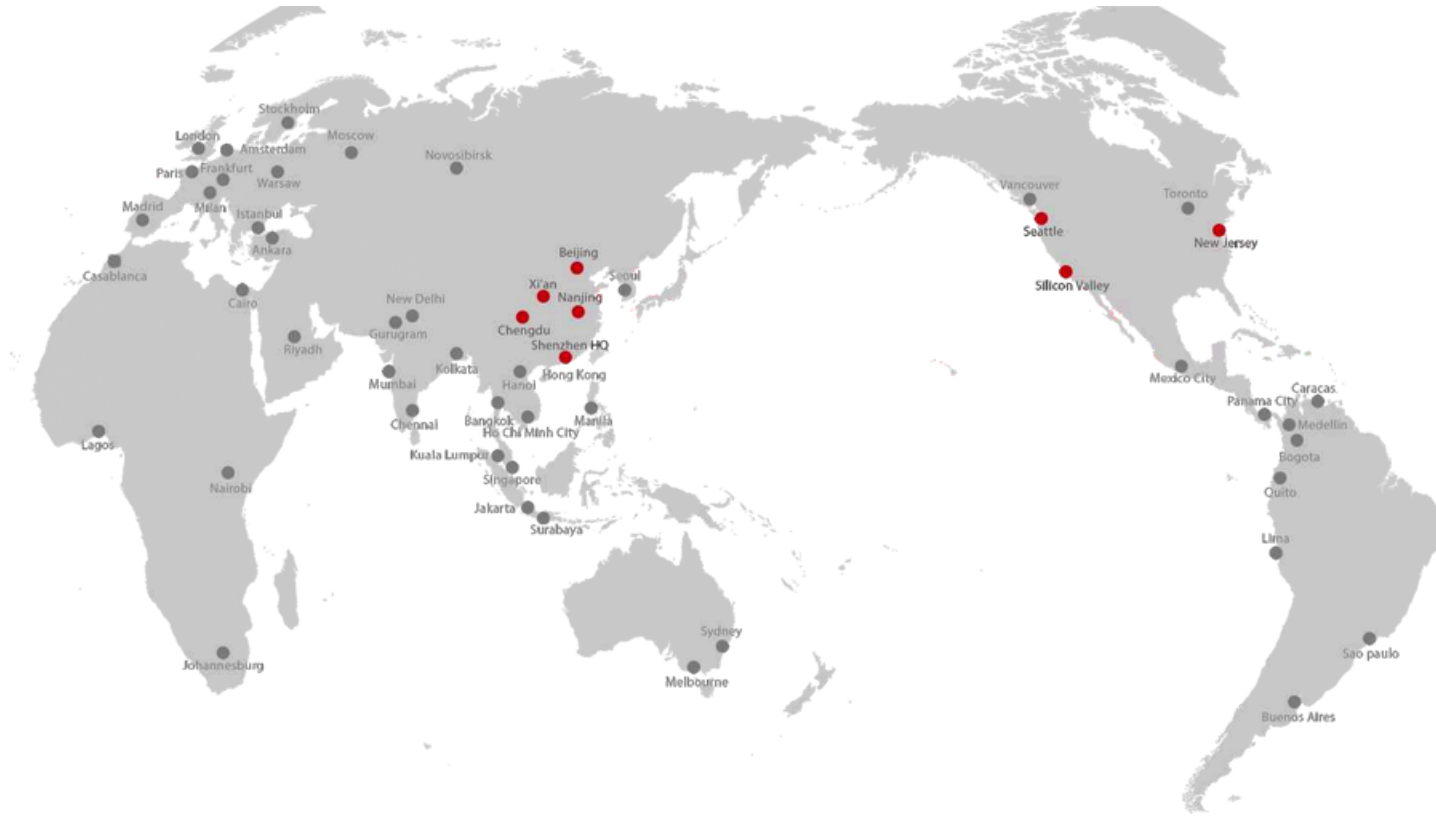 Stockholm
London
Amsterdam
Moscow
Novosibirsk
Paris
Frankfurt
Warsaw
Madrid
Milan
Istanbul
Ankara
Casablanca
Cairo
Riyadh
Lagos
Nairobi
Johannesburg
New Delhi
Gurugram
Mumbai
Kolkata
Chennai
Beijing
Xi'an
Nanjing
Seoul
Chengdu
Shenzhen HQ
Hong Kong
Hanoi
Bangkok
Manila
Ho Chi Minh City
Kuala Lumpur
Singapore
Jakarta
Surabaya
Sydney
Melbourne
Vancouver
Toronto
Seattle
New Jersey
Silicon Valley
Mexico City
Caracas
Panama City
Medellin
Bogota
Quito
Lima
Sao paulo
Buenos Aires